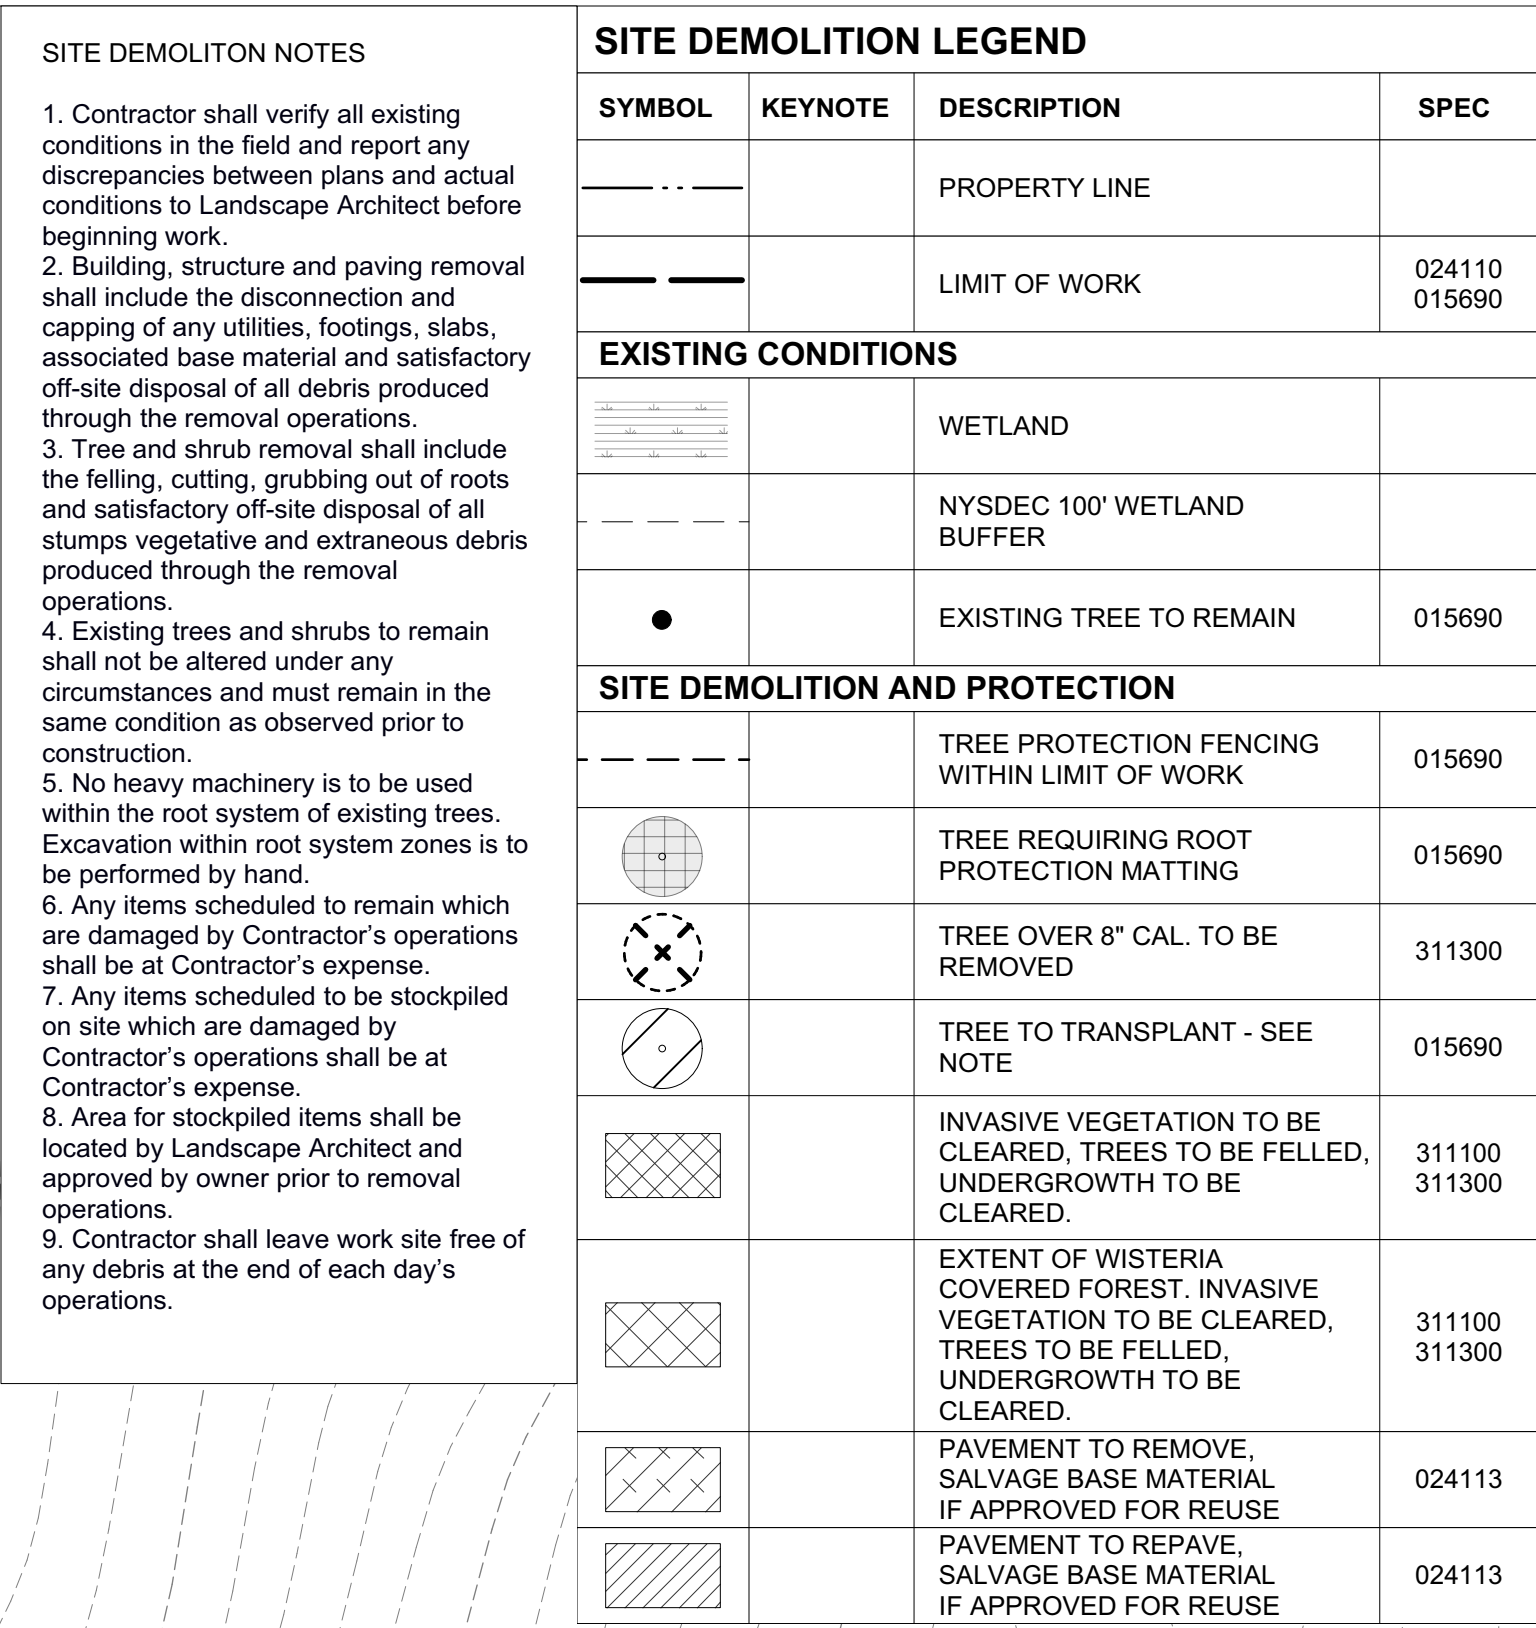 SITE DEMOLITON NOTES
1. Contractor shall verify all existing
conditions in the field and report any
discrepancies between plans and actual
conditions to Landscape Architect before
beginning work.
2. Building, structure and paving removal
shall include the disconnection and
capping of any utilities, footings, slabs,
associated base material and satisfactory
off-site disposal of all debris produced
through the removal operations.
3. Tree and shrub removal shall include
the felling, cutting, grubbing out of roots
and satisfactory off-site disposal of all
stumps vegetative and extraneous debris
produced through the removal
operations.
4. Existing trees and shrubs to remain
shall not be altered under any
circumstances and must remain in the
same condition as observed prior to
construction.
5. No heavy machinery is to be used
within the root system of existing trees.
Excavation within root system zones is to
be performed by hand.
6. Any items scheduled to remain which
are damaged by Contractor’s operations
shall be at Contractor’s expense.
7. Any items scheduled to be stockpiled
on site which are damaged by
Contractor’s operations shall be at
Contractor’s expense.
8. Area for stockpiled items shall be
located by Landscape Architect and
approved by owner prior to removal
operations.
9. Contractor shall leave work site free of
any debris at the end of each day’s
operations.
SITE DEMOLITION LEGEND
SYMBOL KEYNOTE DESCRIPTION SPEC
PROPERTY LINE
LIMIT OF WORK
024110
015690
EXISTING CONDITIONS
WETLAND
NYSDEC 100' WETLAND
BUFFER
EXISTING TREE TO REMAIN 015690
SITE DEMOLITION AND PROTECTION
TREE PROTECTION FENCING
WITHIN LIMIT OF WORK
015690
TREE REQUIRING ROOT
PROTECTION MATTING
015690
TREE OVER 8" CAL. TO BE
REMOVED
311300
TREE TO TRANSPLANT - SEE
NOTE
015690
INVASIVE VEGETATION TO BE
CLEARED, TREES TO BE FELLED,
UNDERGROWTH TO BE
CLEARED.
311100
311300
EXTENT OF WISTERIA
COVERED FOREST. INVASIVE
VEGETATION TO BE CLEARED,
TREES TO BE FELLED,
UNDERGROWTH TO BE
CLEARED.
311100
311300
PAVEMENT TO REMOVE,
SALVAGE BASE MATERIAL
IF APPROVED FOR REUSE
024113
PAVEMENT TO REPAVE,
SALVAGE BASE MATERIAL
IF APPROVED FOR REUSE
024113